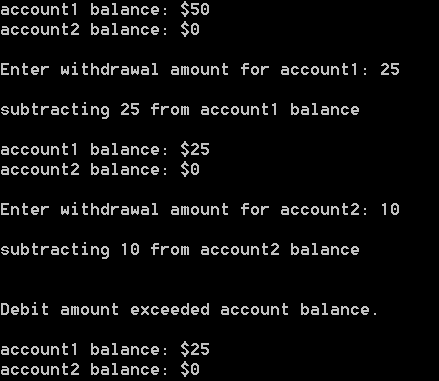 account1 balance: $50
account2 balance: $0
Enter withdrawal amount for account1: 25
subtracting 25 from account1 balance
account1 balance: $25
account2 balance: $0
Enter withdrawal amount for account2: 10
subtracting 10 from account2 balance
Debit amount exceeded account balance.
account1 balance: $25
account2 balance: $0